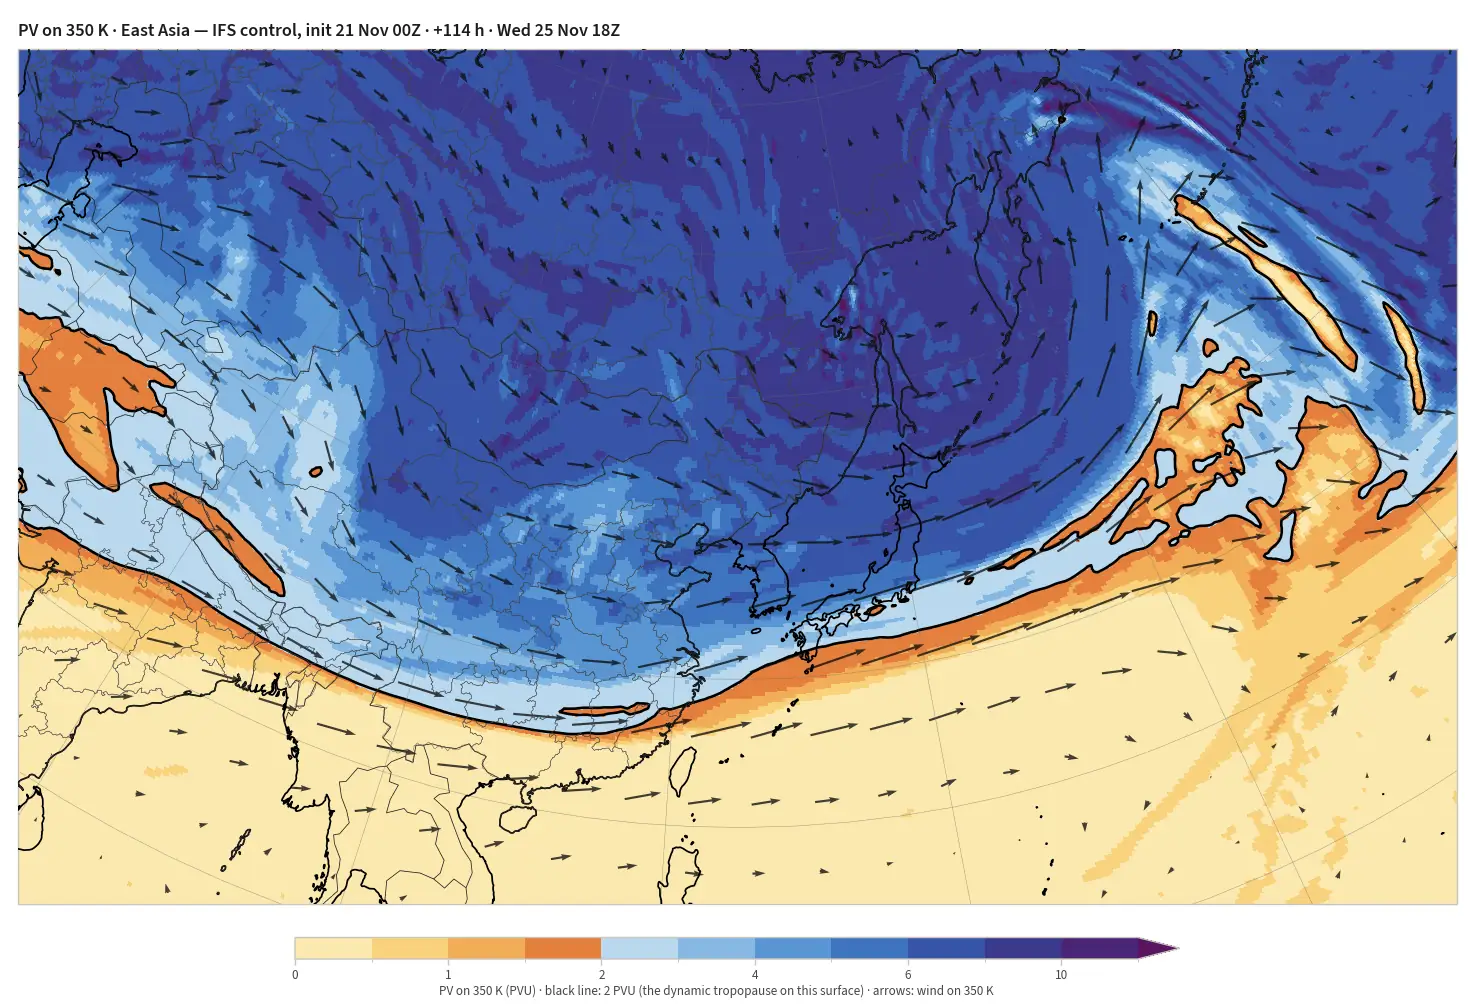 PV on 350 K · East Asia — IFS control, init 21 Nov 00Z · +114 h · Wed 25 Nov 18Z
0 1 2 4 6 10
PV on 350 K (PVU) · black line: 2 PVU (the dynamic tropopause on this surface) · arrows: wind on 350 K